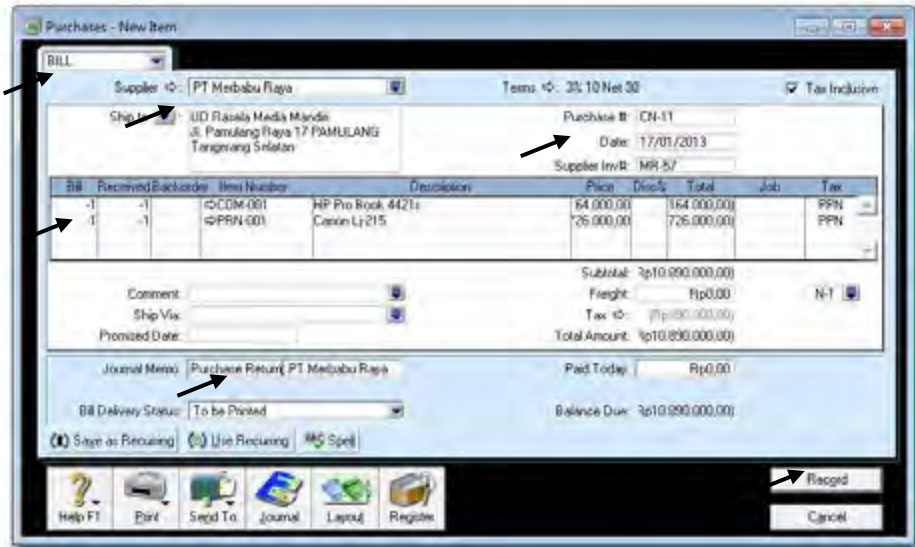 Purchases - New Item
BILL
Supplier PT Merbabu Raya Terms 3% 10 Net 30 Tax Inclusive
Ship to UD Rasela Media Mandiri Purchase #: CN-11
Jl. Pamulang Raya 17 PAMULANG Date: 17/01/2013
Tangerang Selatan
Supplier Inv#: MR-57
Bill Received Backorder Item Number Description Price Disc% Total Job Tax
-1 -1 COM-001 HP Pro Book 4421s 64.000,00 164.000,00) PPN
-1 -1 PRN-001 Canon Lj 215 726.000,00 726.000,00) PPN
Subtotal: Rp10.890.000,00)
Comment: Freight: Rp0,00 N-T
Ship Via: Tax
Promised Date: Total Amount: Rp10.890.000,00)
Journal Memo: Purchase Return; PT Merbabu Raya Paid Today: Rp0,00
Bill Delivery Status: To be Printed Balance Due: Rp10.890.000,00)
Save as Recurring Use Recurring Spell
Help F1 Print Send To Journal Layout Register
Record
Cancel